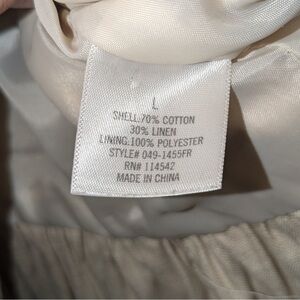 L
SHELL:70% COTTON
30% LINEN
LINING:100% POLYESTER
STYLE# 049-1455FR
RN# 114542
MADE IN CHINA